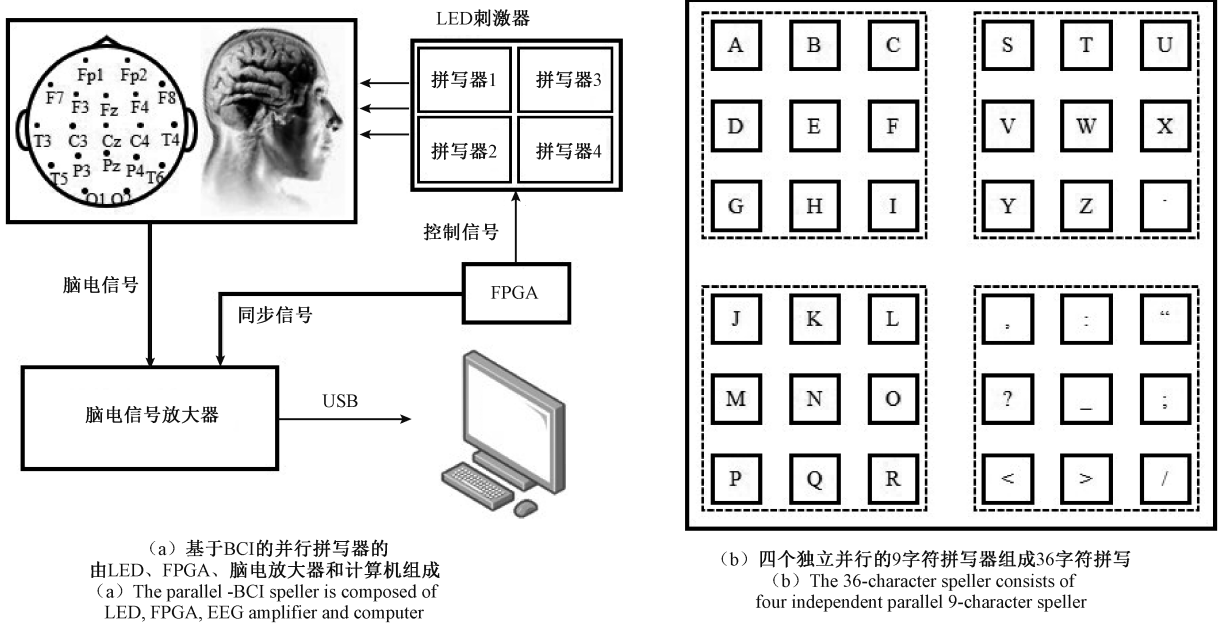 LED刺激器
拼写器1 拼写器3
拼写器2 拼写器4
Fp1 Fp2
F7 F3 Fz F4 F8
T3 C3 Cz C4 T4
T5 P3 Pz P4 T6
O1 O2
控制信号
FPGA
脑电信号
同步信号
脑电信号放大器
USB
（a）基于BCI的并行拼写器的
由LED、FPGA、脑电放大器和计算机组成
（a）The parallel -BCI speller is composed of
LED, FPGA, EEG amplifier and computer
A B C
D E F
G H I
S T U
V W X
Y Z
J K L
M N O
P Q R
, : “
? _ ;
< > /
（b）四个独立并行的9字符拼写器组成36字符拼写
（b）The 36-character speller consists of
four independent parallel 9-character speller